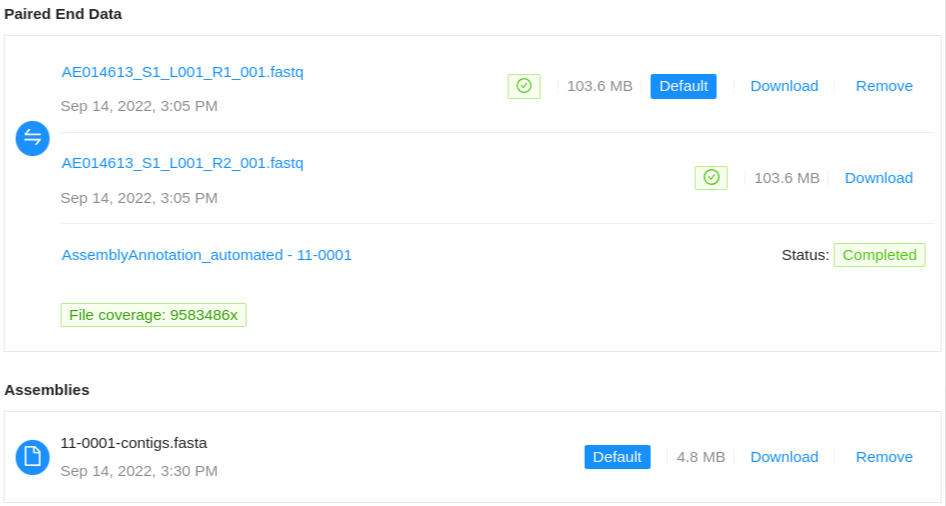 Paired End Data
AE014613_S1_L001_R1_001.fastq
103.6 MB Default Download Remove
Sep 14, 2022, 3:05 PM
AE014613_S1_L001_R2_001.fastq
103.6 MB Download
Sep 14, 2022, 3:05 PM
AssemblyAnnotation_automated - 11-0001
Status: Completed
File coverage: 9583486x
Assemblies
11-0001-contigs.fasta
Default 4.8 MB Download Remove
Sep 14, 2022, 3:30 PM